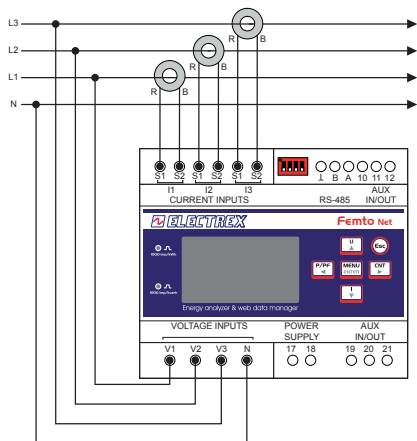 L3
R B
L2
R B
L1
R B
N
S1 S2 S1 S2 S1 S2
⊥ B A 10 11 12
I1 I2 I3
CURRENT INPUTS
RS-485
AUX
IN/OUT
ELECTREX
Femto Net
U
Esc
P/PF
MENU
ENTER
CNT
I
Energy analyzer & web data manager
VOLTAGE INPUTS
POWER
SUPPLY
AUX
IN/OUT
V1 V2 V3 N
17 18
19 20 21